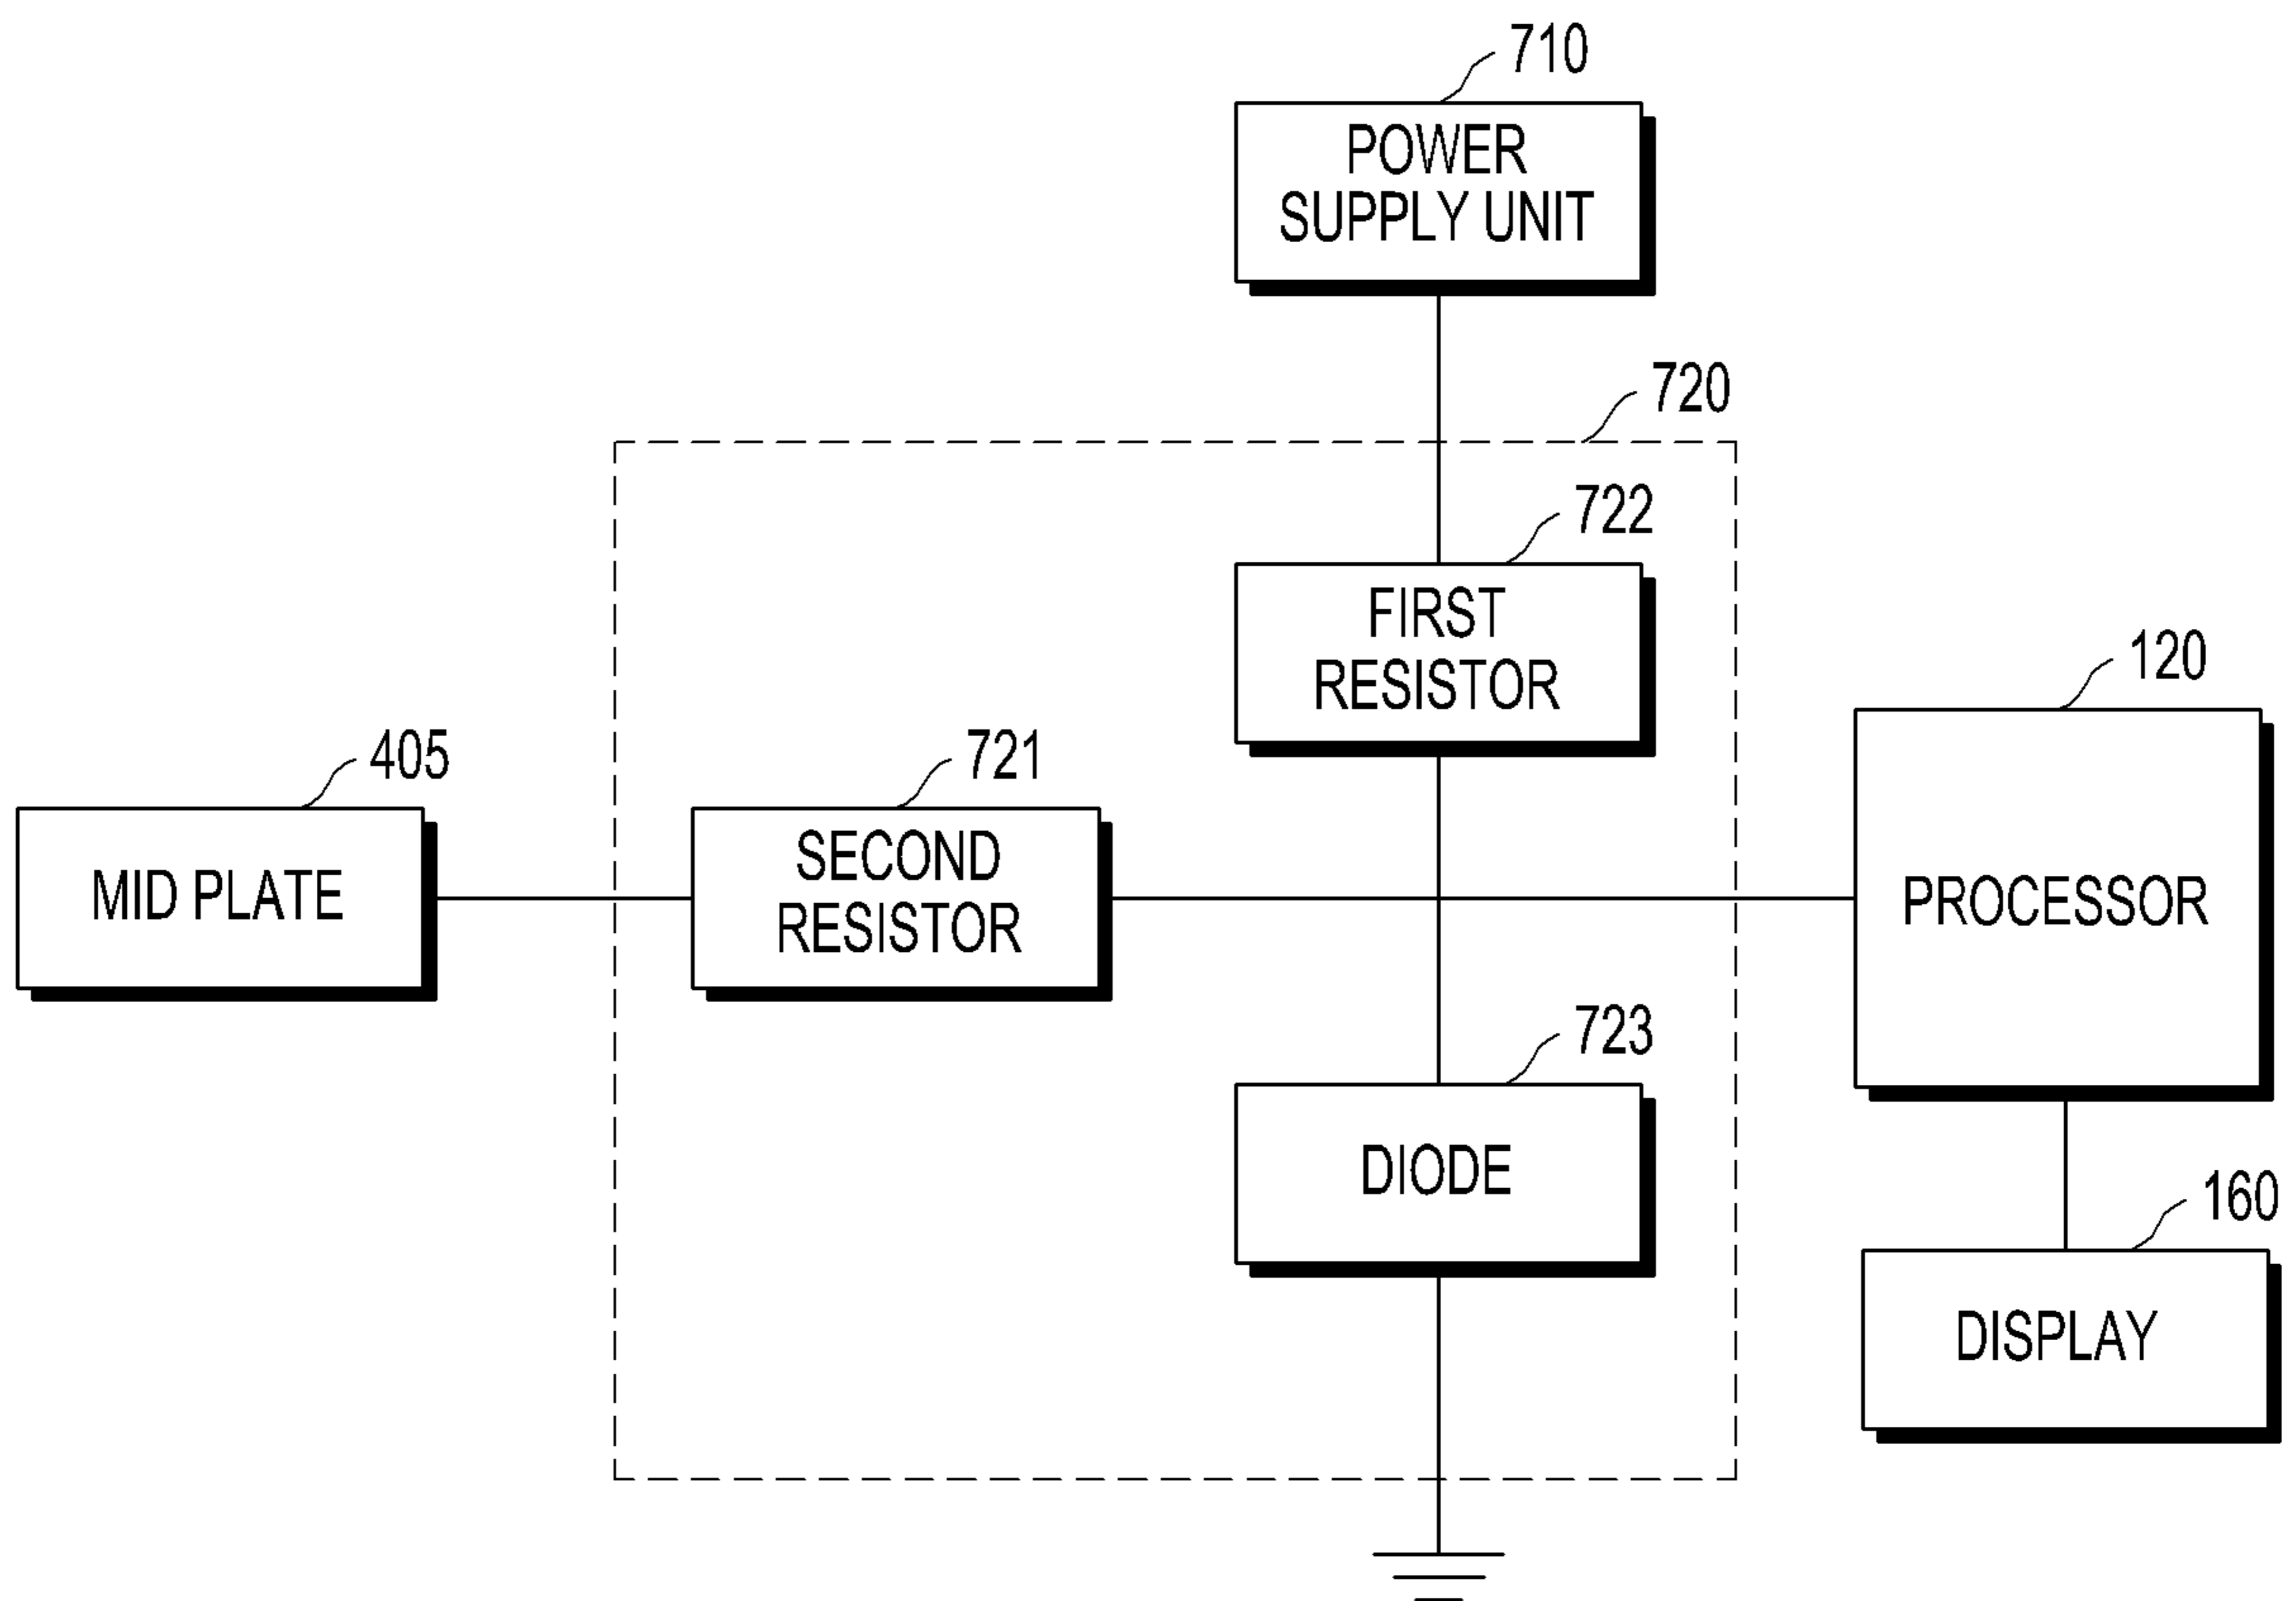 710
POWER
SUPPLY UNIT
720
722
FIRST
RESISTOR
120
PROCESSOR
405
MID PLATE
721
SECOND
RESISTOR
723
DIODE
160
DISPLAY